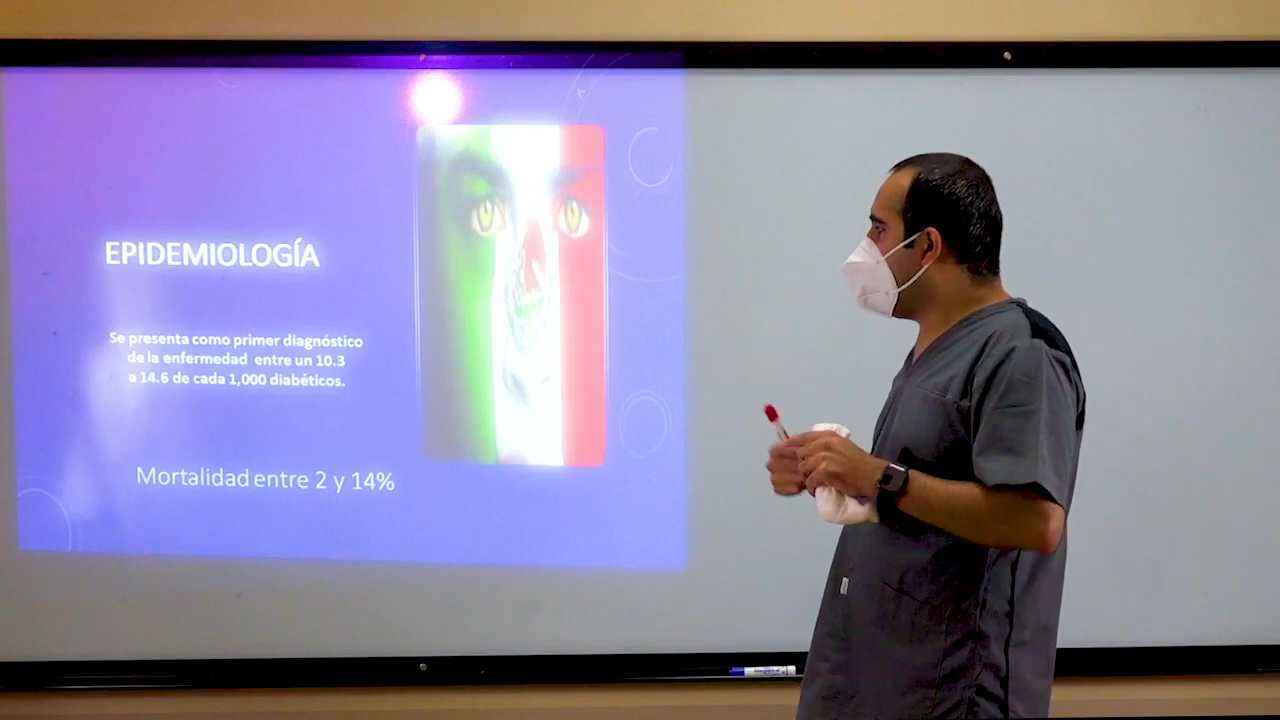 EPIDEMIOLOGÍA
Se presenta como primer diagnóstico
de la enfermedad entre un 10.3
a 14.6 de cada 1,000 diabéticos.
Mortalidad entre 2 y 14%